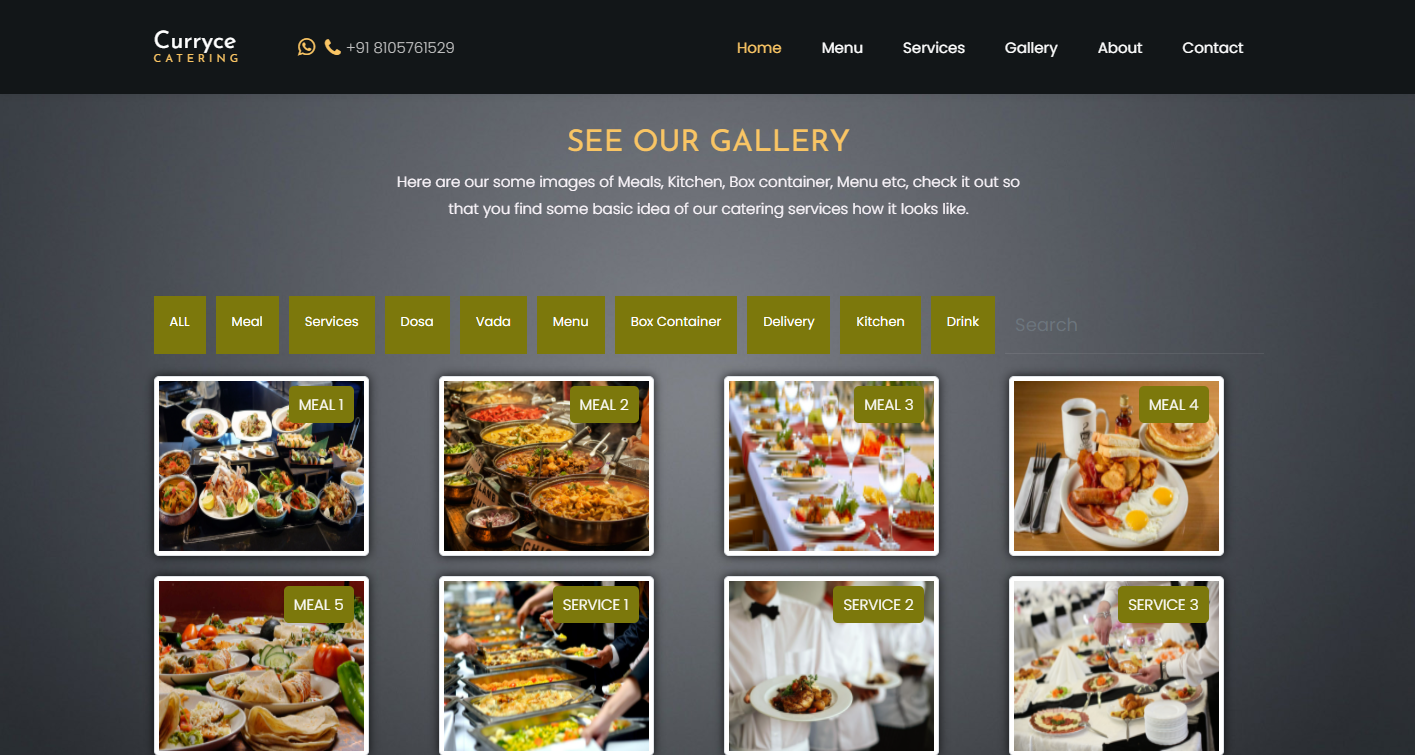 Curryce
CATERING
+91 8105761529
Home
Menu
Services
Gallery
About
Contact
SEE OUR GALLERY
Here are our some images of Meals, Kitchen, Box container, Menu etc, check it out so
that you find some basic idea of our catering services how it looks like.
ALL
Meal
Services
Dosa
Vada
Menu
Box Container
Delivery
Kitchen
Drink
Search
MEAL 1
MEAL 2
MEAL 3
MEAL 4
MEAL 5
SERVICE 1
SERVICE 2
SERVICE 3